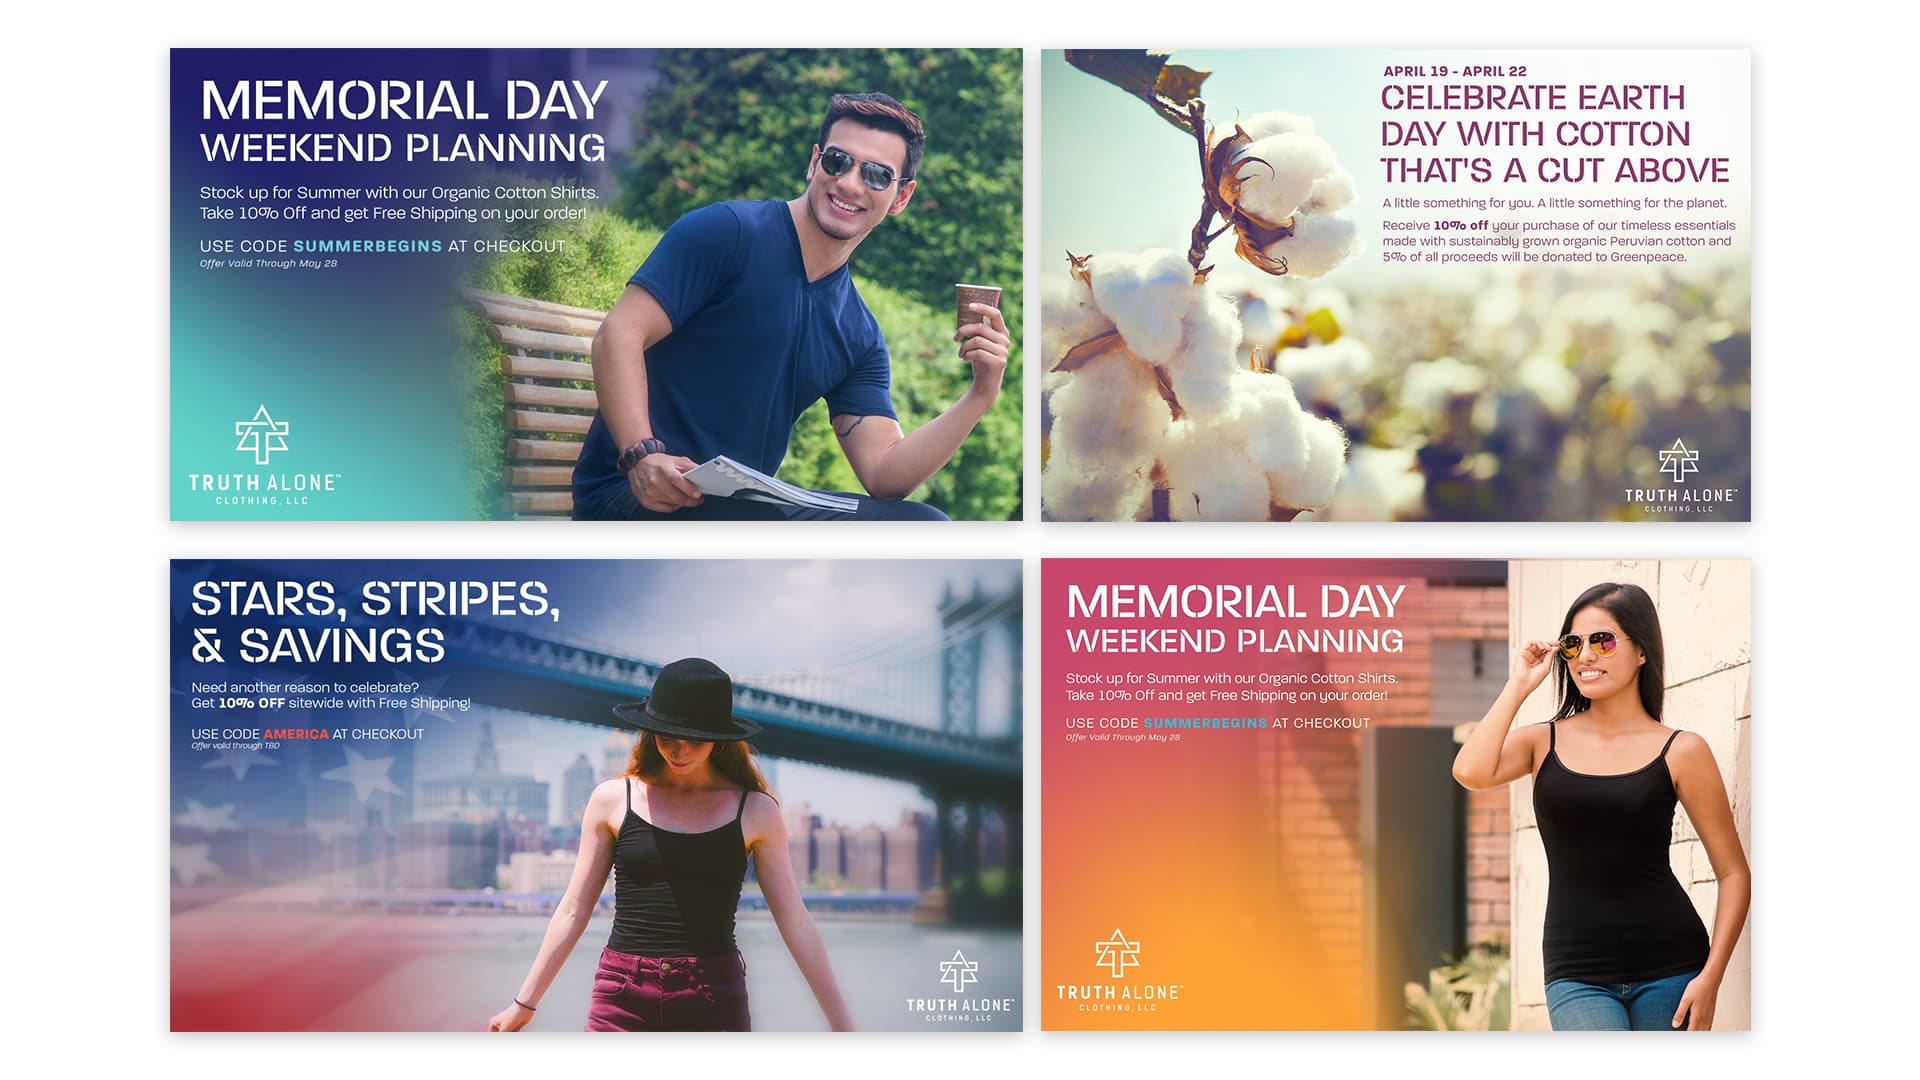 MEMORIAL DAY
WEEKEND PLANNING
Stock up for Summer with our Organic Cotton Shirts.
Take 10% Off and get Free Shipping on your order!
USE CODE SUMMERBEGINS AT CHECKOUT
Offer Valid Through May 28
TRUTH ALONE™
CLOTHING, LLC
APRIL 19 - APRIL 22
CELEBRATE EARTH
DAY WITH COTTON
THAT'S A CUT ABOVE
A little something for you. A little something for the planet.
Receive 10% off your purchase of our timeless essentials
made with sustainably grown organic Peruvian cotton and
5% of all proceeds will be donated to Greenpeace.
TRUTH ALONE™
CLOTHING, LLC
STARS, STRIPES,
& SAVINGS
Need another reason to celebrate?
Get 10% OFF sitewide with Free Shipping!
USE CODE AMERICA AT CHECKOUT
Offer valid through TBD
TRUTH ALONE™
CLOTHING, LLC
MEMORIAL DAY
WEEKEND PLANNING
Stock up for Summer with our Organic Cotton Shirts.
Take 10% Off and get Free Shipping on your order!
USE CODE SUMMERBEGINS AT CHECKOUT
Offer Valid Through May 28
TRUTH ALONE™
CLOTHING, LLC